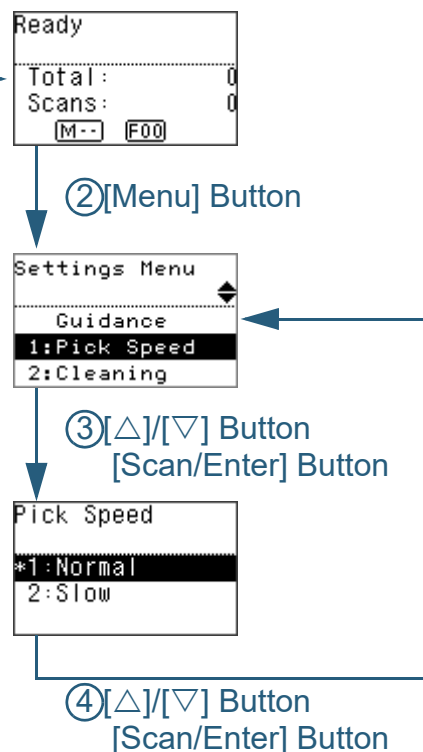 Ready
Total: 0
Scans: 0
M-- F00
②[Menu] Button
Settings Menu
Guidance
1:Pick Speed
2:Cleaning
③[△]/[▽] Button
[Scan/Enter] Button
Pick Speed
*1:Normal
2:Slow
④[△]/[▽] Button
[Scan/Enter] Button